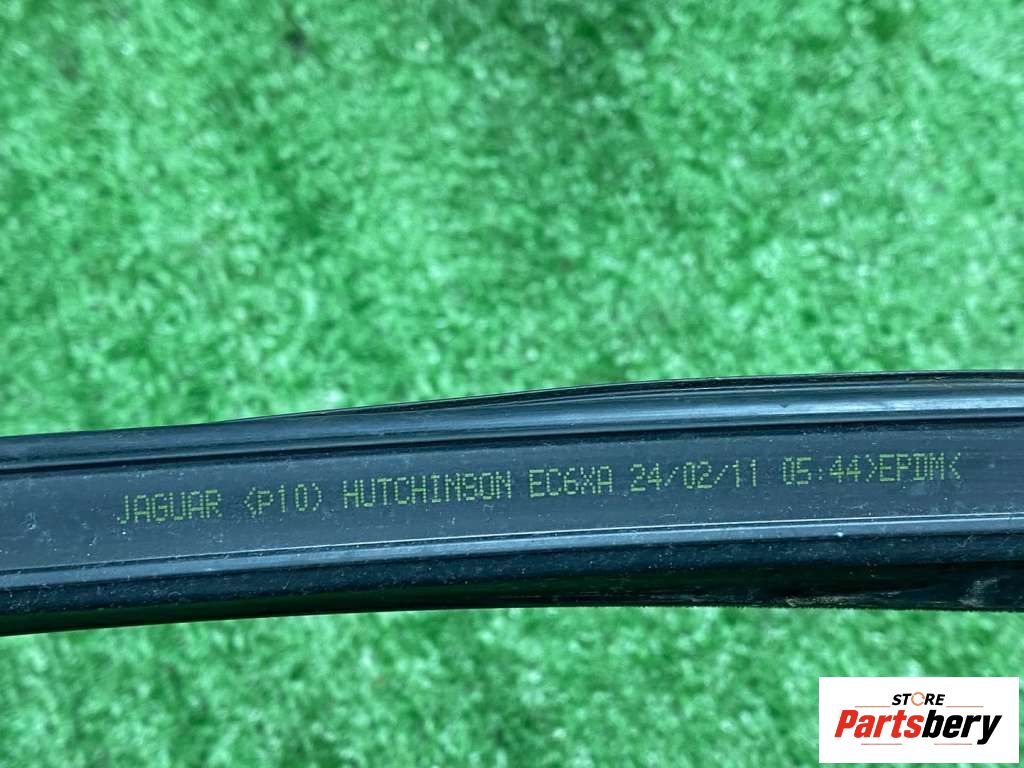 JAGUAR (P10) HUTCHINSON EC6XA 24/02/11 05:44>EPDM<
STORE
Partsbery